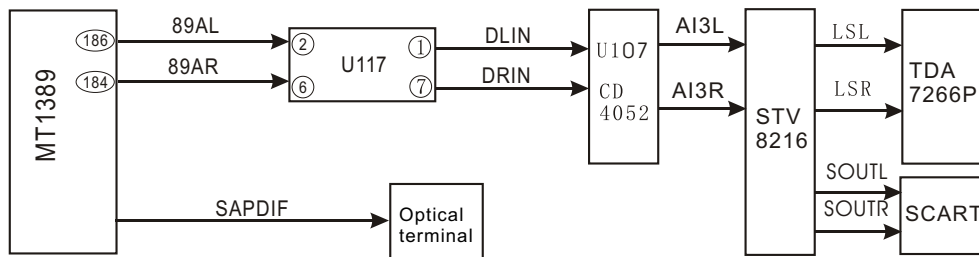 MT1389
186
89AL
184
89AR
2
1
6
7
U117
DLIN
DRIN
U107
CD
4052
AI3L
AI3R
STV
8216
LSL
LSR
TDA
7266P
SOUTL
SOUTR
SCART
SAPDIF
Optical
terminal